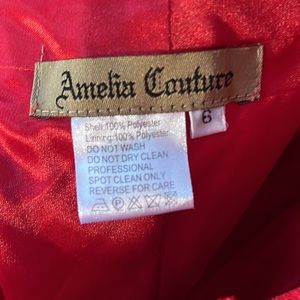 Amelia Couture
6
Shell:100% Polyester
Linning:100% Polyester
DO NOT WASH
DO NOT DRY CLEAN
PROFESSIONAL
SPOT CLEAN ONLY
REVERSE FOR CARE